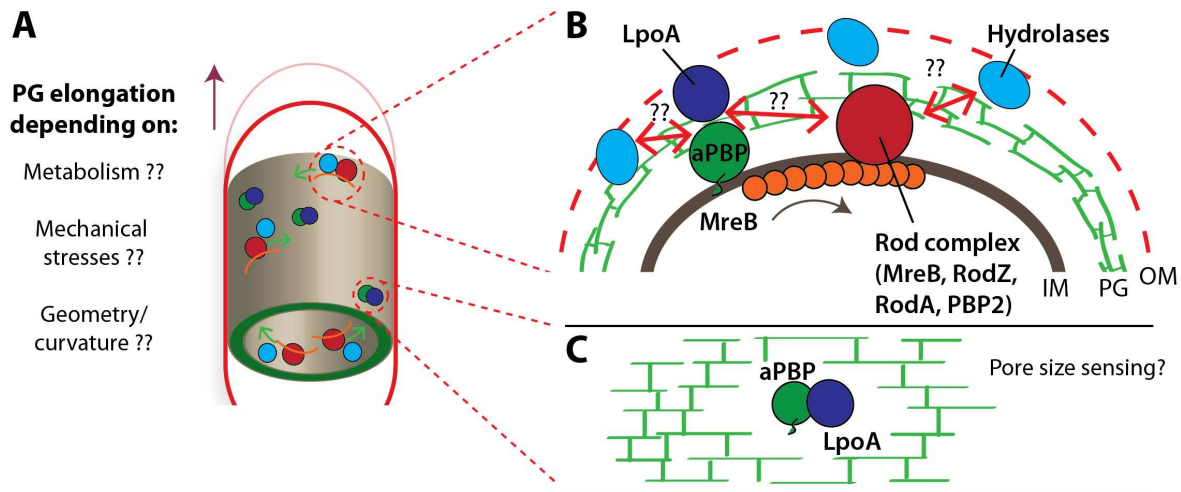 A
PG elongation
depending on:
Metabolism ??
Mechanical
stresses ??
Geometry/
curvature ??
B
LpoA
Hydrolases
??
??
??
aPBP
MreB
Rod complex
(MreB, RodZ,
RodA, PBP2)
IM
PG
OM
C
aPBP
LpoA
Pore size sensing?